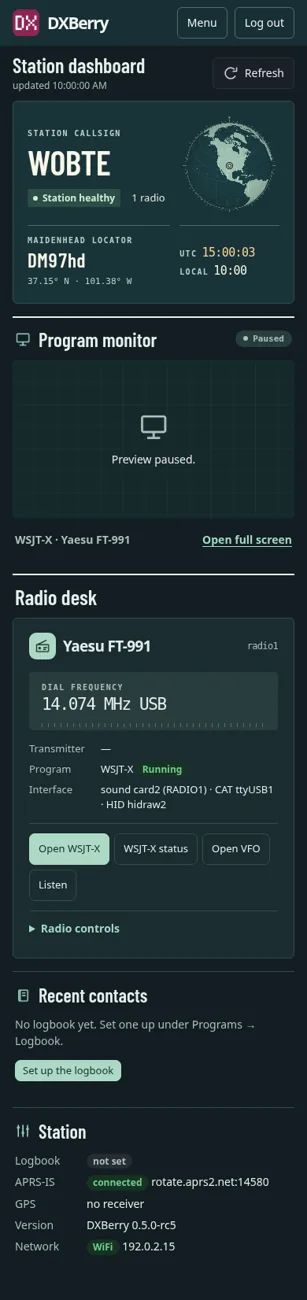 DX DXBerry Menu Log out
Station dashboard
updated 10:00:00 AM
Refresh
STATION CALLSIGN
W0BTE
Station healthy 1 radio
MAIDENHEAD LOCATOR
DM97hd
37.15° N · 101.38° W
UTC 15:00:03
LOCAL 10:00
Program monitor Paused
Preview paused.
WSJT-X · Yaesu FT-991 Open full screen
Radio desk
Yaesu FT-991 radio1
DIAL FREQUENCY
14.074 MHz USB
Transmitter —
Program WSJT-X Running
Interface sound card2 (RADIO1) · CAT ttyUSB1
· HID hidraw2
Open WSJT-X WSJT-X status Open VFO
Listen
Radio controls
Recent contacts
No logbook yet. Set one up under Programs →
Logbook.
Set up the logbook
Station
Logbook not set
APRS-IS connected rotate.aprs2.net:14580
GPS no receiver
Version DXBerry 0.5.0-rc5
Network WiFi 192.0.2.15